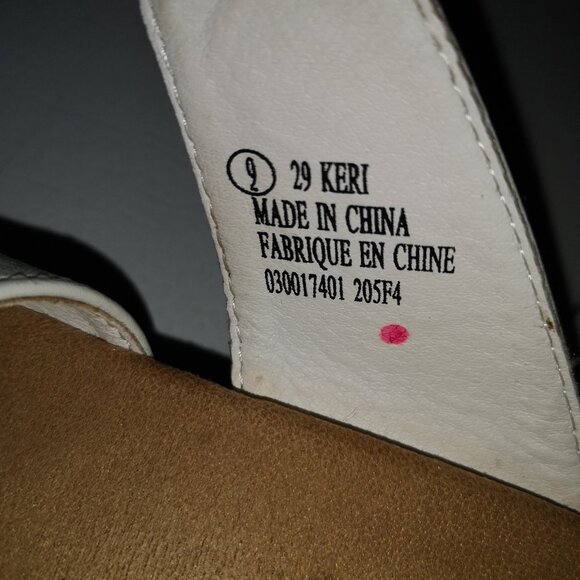 9 29 KERI
MADE IN CHINA
FABRIQUE EN CHINE
030017401 205F4